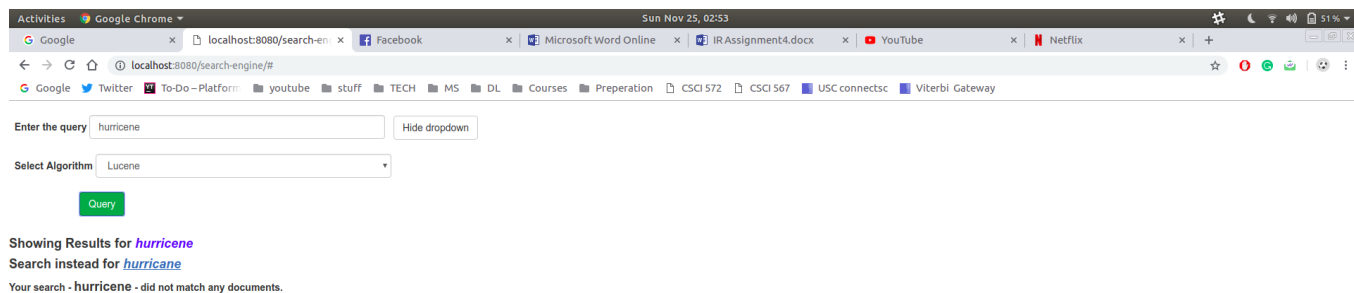 Activities Google Chrome Sun Nov 25, 02:53 51 %
Google localhost:8080/search-en Facebook Microsoft Word Online IR Assignment4.docx YouTube Netflix
localhost:8080/search-engine/#
Google Twitter To-Do – Platform youtube stuff TECH MS DL Courses Preperation CSCI 572 CSCI 567 USC connectsc Viterbi Gateway
Enter the query hurricene Hide dropdown
Select Algorithm Lucene
Query
Showing Results for hurricene
Search instead for hurricane
Your search - hurricene - did not match any documents.